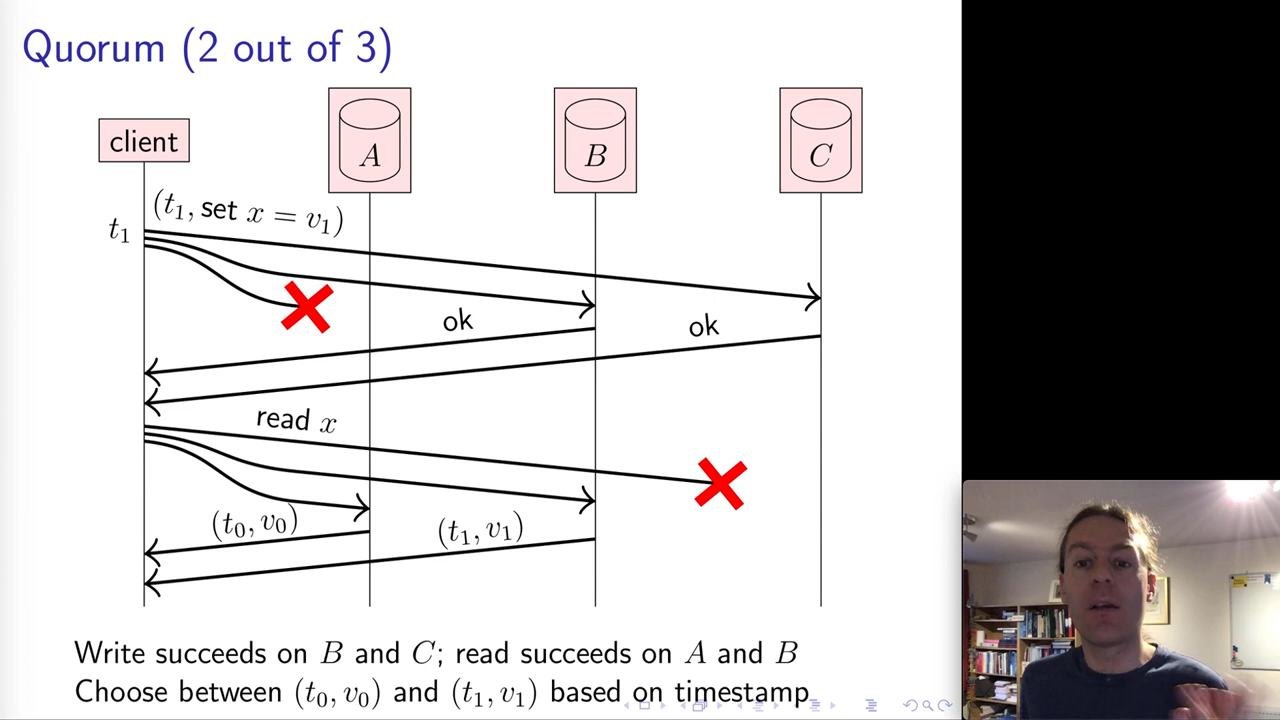 Quorum (2 out of 3)
client
A
B
C
(t₁, set x = v₁)
t₁
ok
ok
read x
(t₀, v₀)
(t₁, v₁)
Write succeeds on B and C; read succeeds on A and B
Choose between (t₀, v₀) and (t₁, v₁) based on timestamp